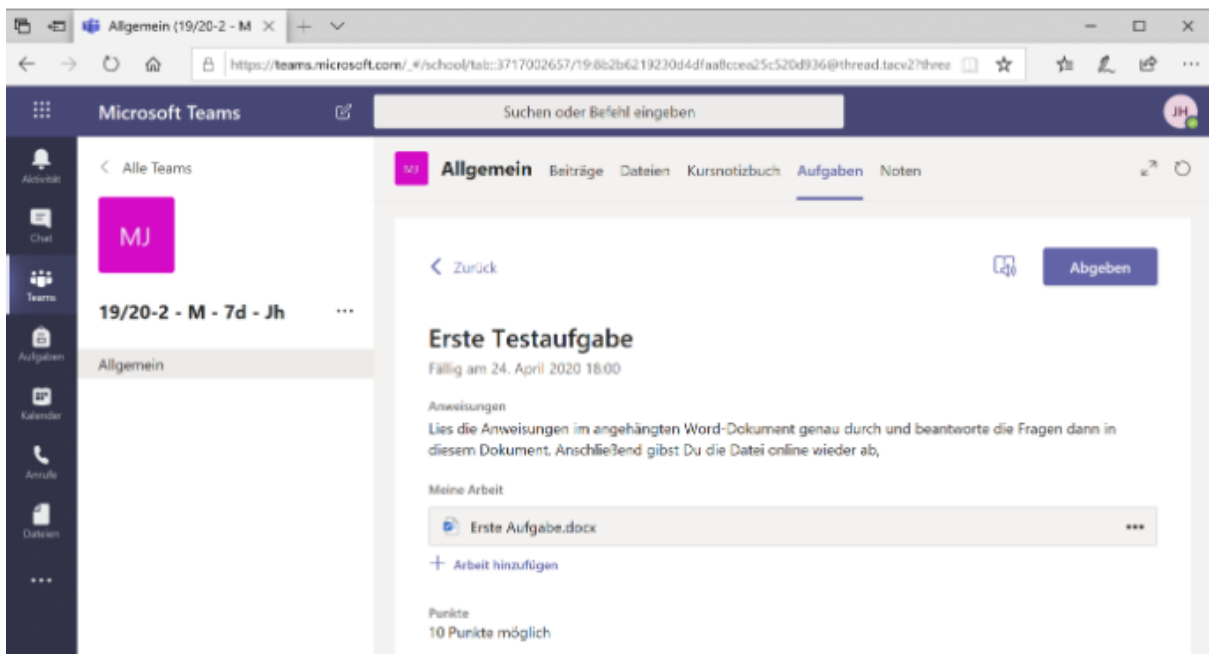 Allgemein (19/20-2 - M
https://teams.microsoft.com/_#/school/tab::3717002657/19:8b2b6219230d4dfaa8ccea25c520d936@thread.tacv2?three
Microsoft Teams
Suchen oder Befehl eingeben
JH
Aktivität
Chat
Teams
Aufgaben
Kalender
Anrufe
Dateien
Alle Teams
MJ
19/20-2 - M - 7d - Jh
Allgemein
MJ Allgemein Beiträge Dateien Kursnotizbuch Aufgaben Noten
Zurück
Abgeben
Erste Testaufgabe
Fällig am 24. April 2020 18:00
Anweisungen
Lies die Anweisungen im angehängten Word-Dokument genau durch und beantworte die Fragen dann in
diesem Dokument. Anschließend gibst Du die Datei online wieder ab,
Meine Arbeit
Erste Aufgabe.docx
Arbeit hinzufügen
Punkte
10 Punkte möglich